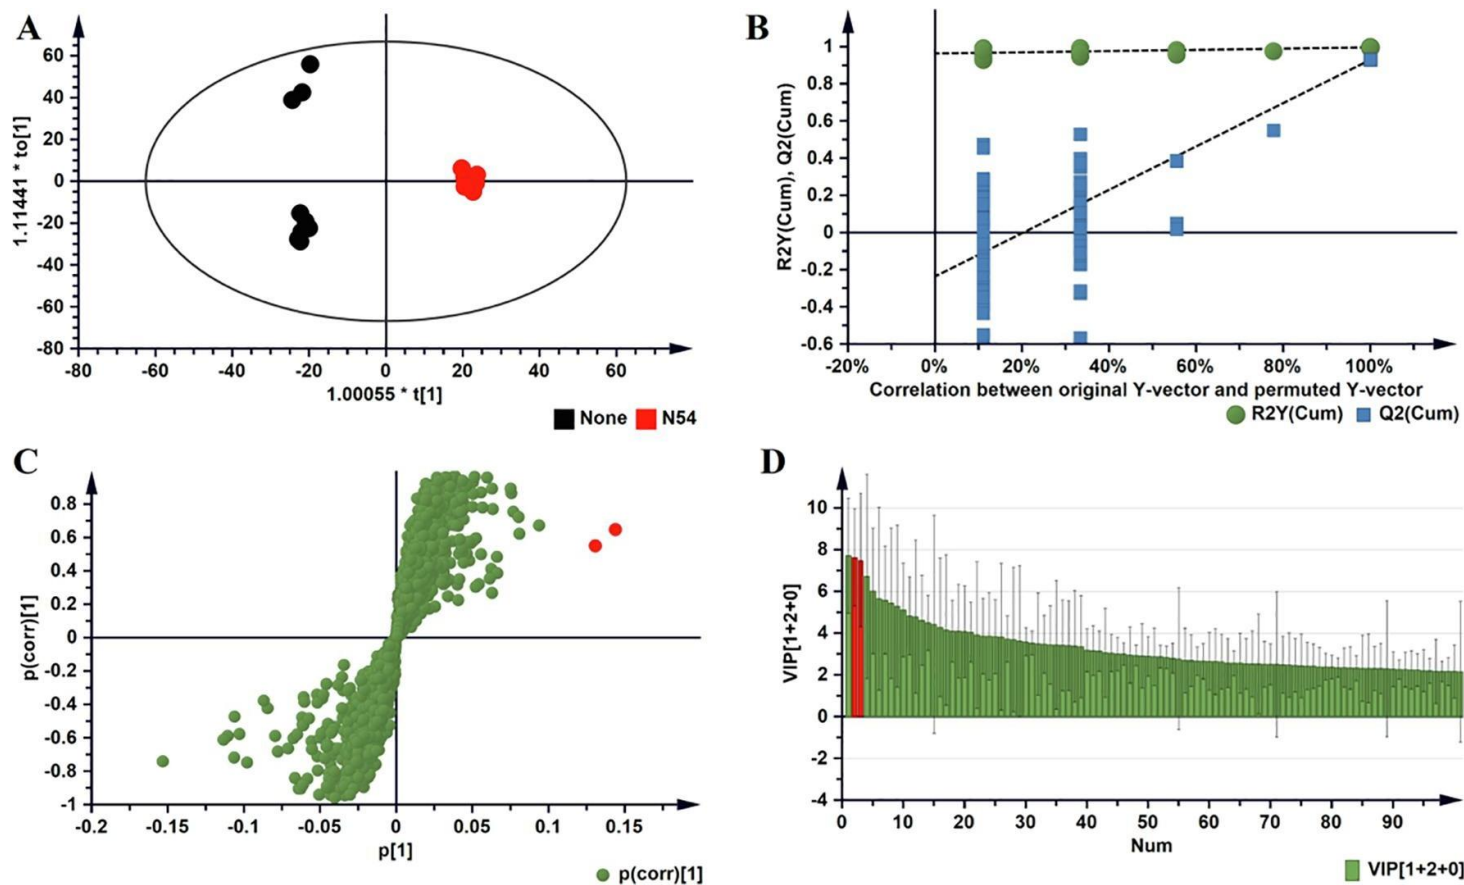 A
1.11441 * to[1]
60
40
20
0
-20
-40
-60
-80
-80 -60 -40 -20 0 20 40 60
1.00055 * t[1]
None N54
B
R2Y(Cum), Q2(Cum)
1
0.8
0.6
0.4
0.2
0
-0.2
-0.4
-0.6
-20% 0% 20% 40% 60% 80% 100%
Correlation between original Y-vector and permuted Y-vector
R2Y(Cum) Q2(Cum)
C
p(corr)[1]
0.8
0.6
0.4
0.2
0
-0.2
-0.4
-0.6
-0.8
-1
-0.2 -0.15 -0.1 -0.05 0 0.05 0.1 0.15
p[1]
p(corr)[1]
D
VIP[1+2+0]
10
8
6
4
2
0
-2
-4
0 10 20 30 40 50 60 70 80 90
Num
VIP[1+2+0]